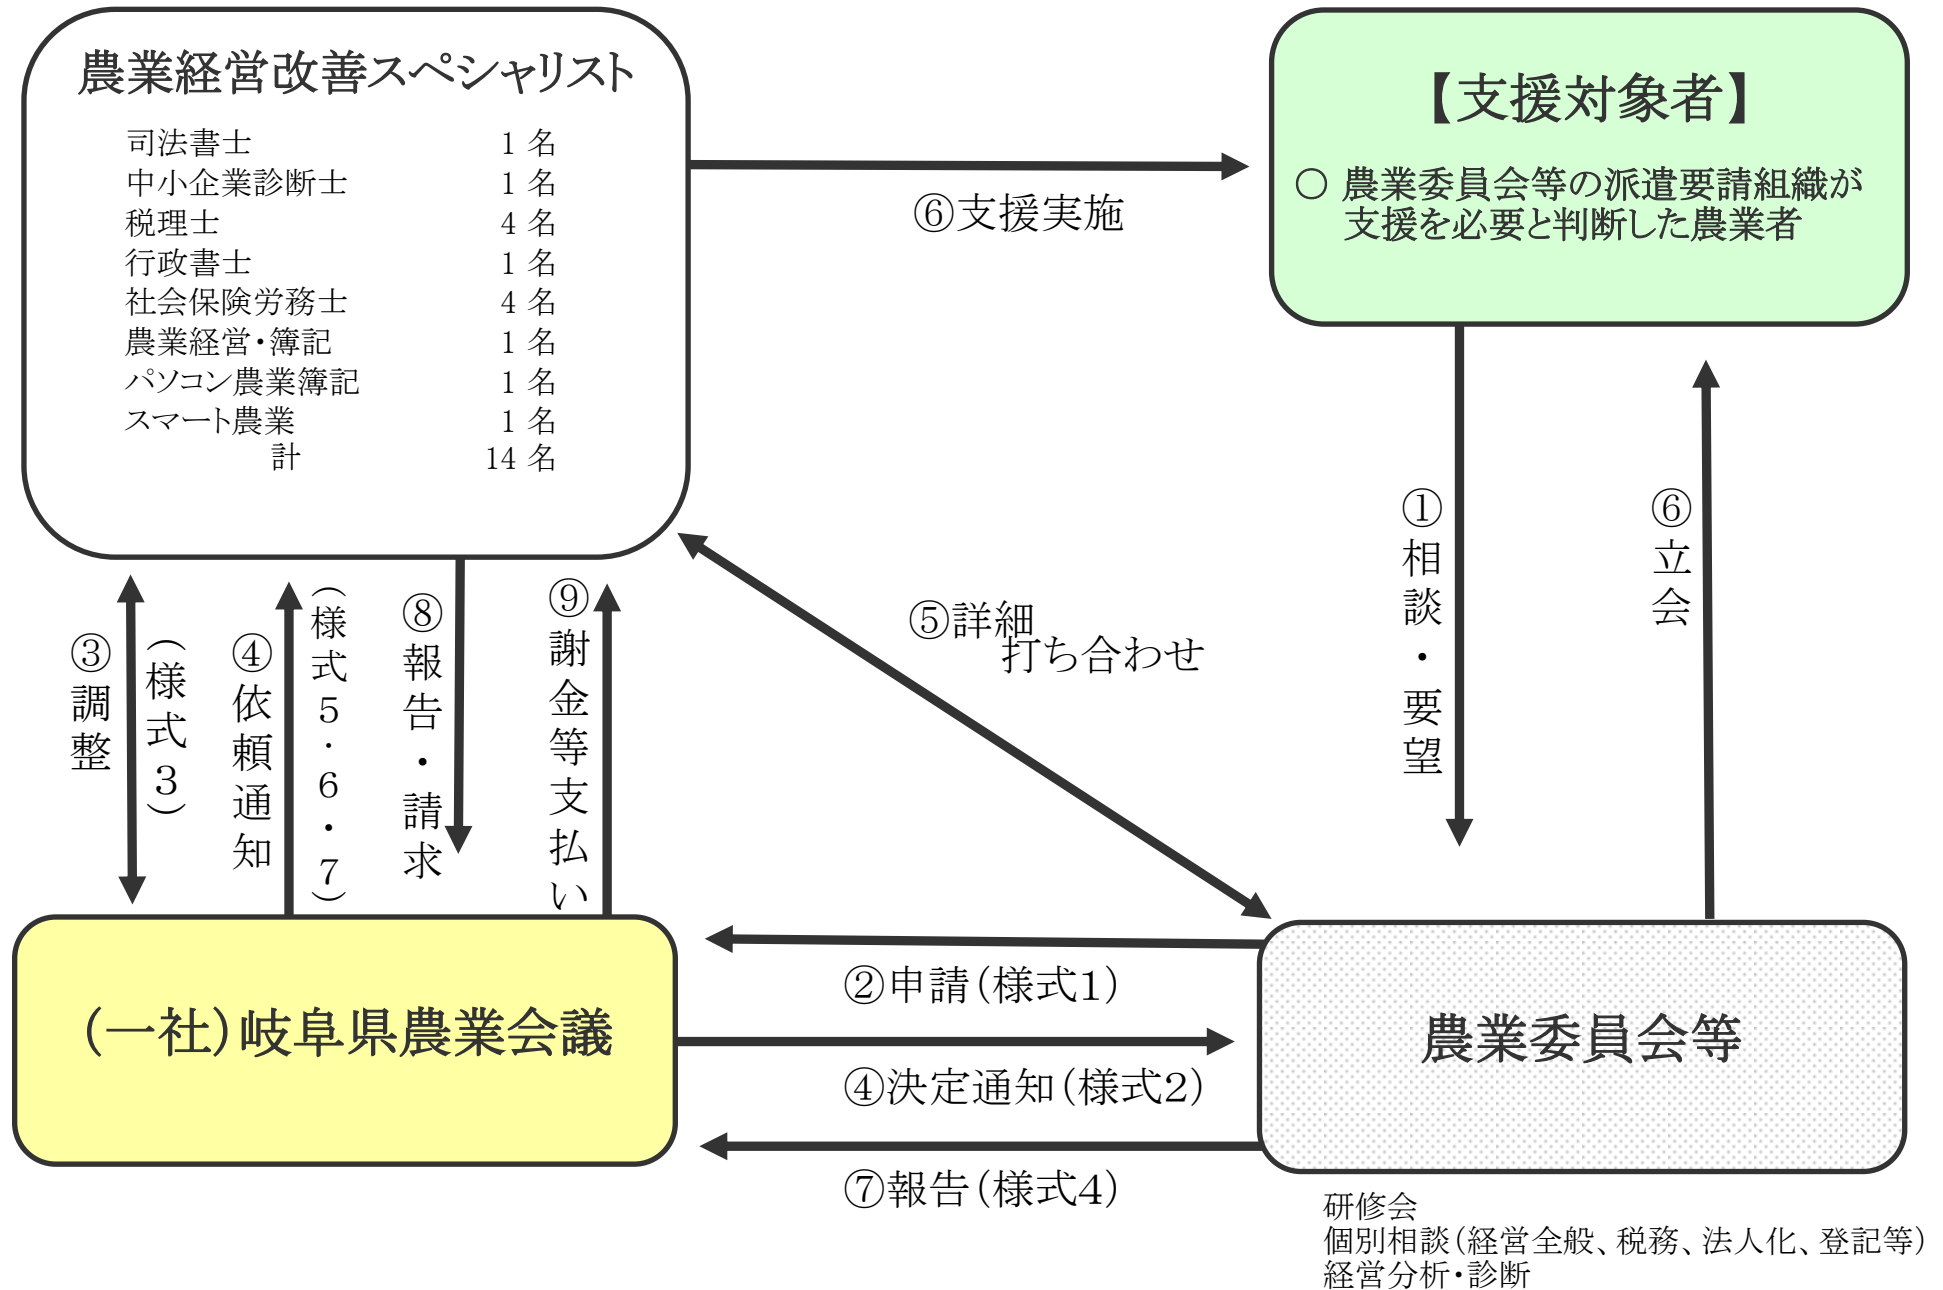 農業経営改善スペシャリスト
司法書士 1 名
中小企業診断士 1 名
税理士 4 名
行政書士 1 名
社会保険労務士 4 名
農業経営・簿記 1 名
パソコン農業簿記 1 名
スマート農業 1 名
計 14 名
【支援対象者】
○ 農業委員会等の派遣要請組織が
支援を必要と判断した農業者
⑥支援実施
①相談・要望
⑥立会
⑤詳細
打ち合わせ
③調整
(様式3)
④依頼通知
(様式5・6・7)
⑧報告・請求
⑨謝金等支払い
②申請(様式1)
④決定通知(様式2)
⑦報告(様式4)
(一社)岐阜県農業会議
農業委員会等
研修会
個別相談(経営全般、税務、法人化、登記等)
経営分析・診断